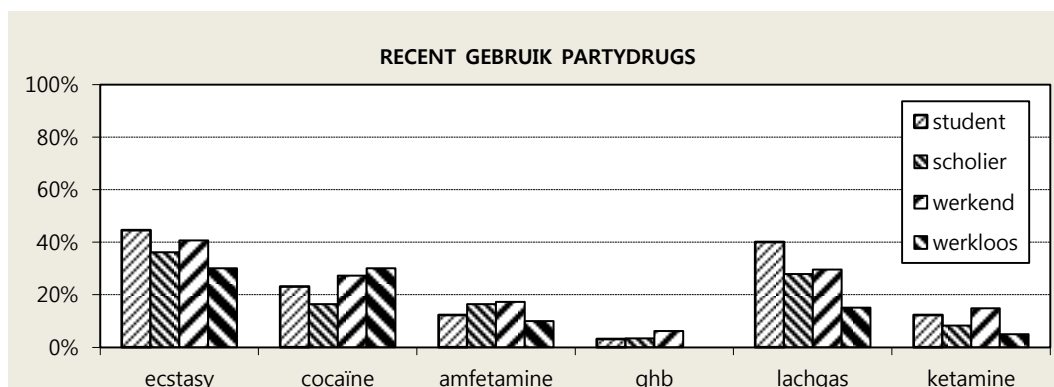 RECENT GEBRUIK PARTYDRUGS
100%
80%
60%
40%
20%
0%
student
scholier
werkend
werkloos
ecstasy cocaïne amfetamine ghb lachgas ketamine